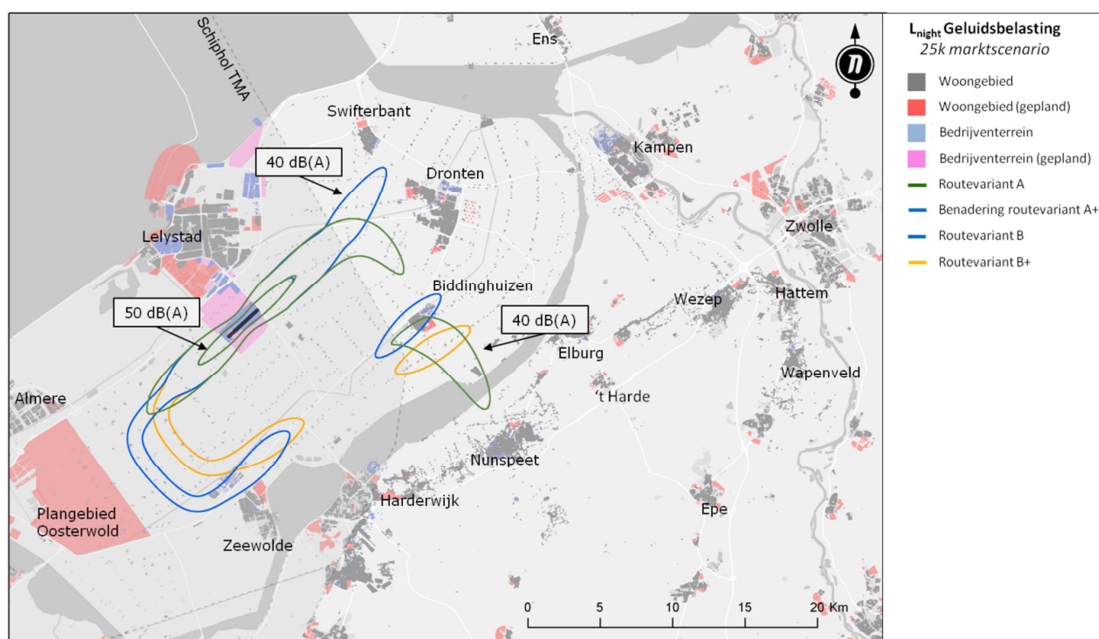 Schiphol TMA
Ens
Swifterbant
40 dB(A)
Kampen
Dronten
Lelystad
Zwolle
Biddinghuizen
Hattem
Wezep
50 dB(A)
40 dB(A)
Elburg
Wapenveld
Almere
't Harde
Nunspeet
Harderwijk
Epe
Plangebied
Oosterwold
Zeewolde
0 5 10 20 Km
n
Lnight Geluidsbelasting
25k marktscenario
Woongebied
Woongebied (gepland)
Bedrijventerrein
Bedrijventerrein (gepland)
Routevariant A
Benadering routevariant A+
Routevariant B
Routevariant B+